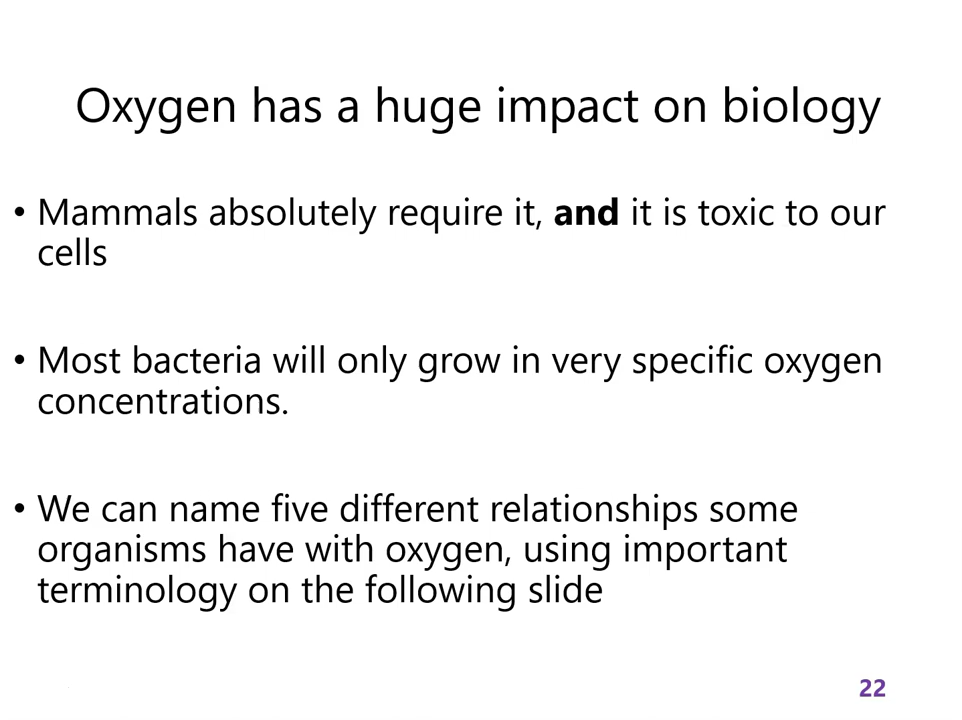 Oxygen has a huge impact on biology
• Mammals absolutely require it, and it is toxic to our
cells
• Most bacteria will only grow in very specific oxygen
concentrations.
• We can name five different relationships some
organisms have with oxygen, using important
terminology on the following slide
22